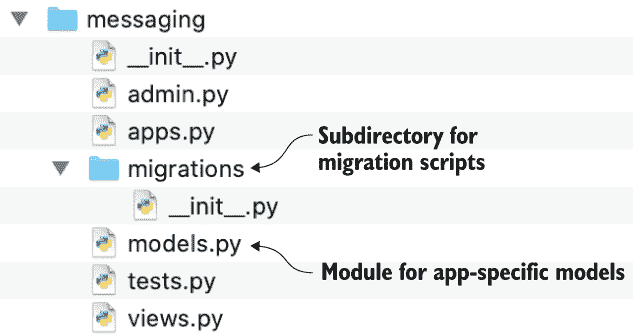 messaging
__init__.py
admin.py
apps.py
Subdirectory for
migration scripts
migrations
__init__.py
models.py
Module for app-specific models
tests.py
views.py